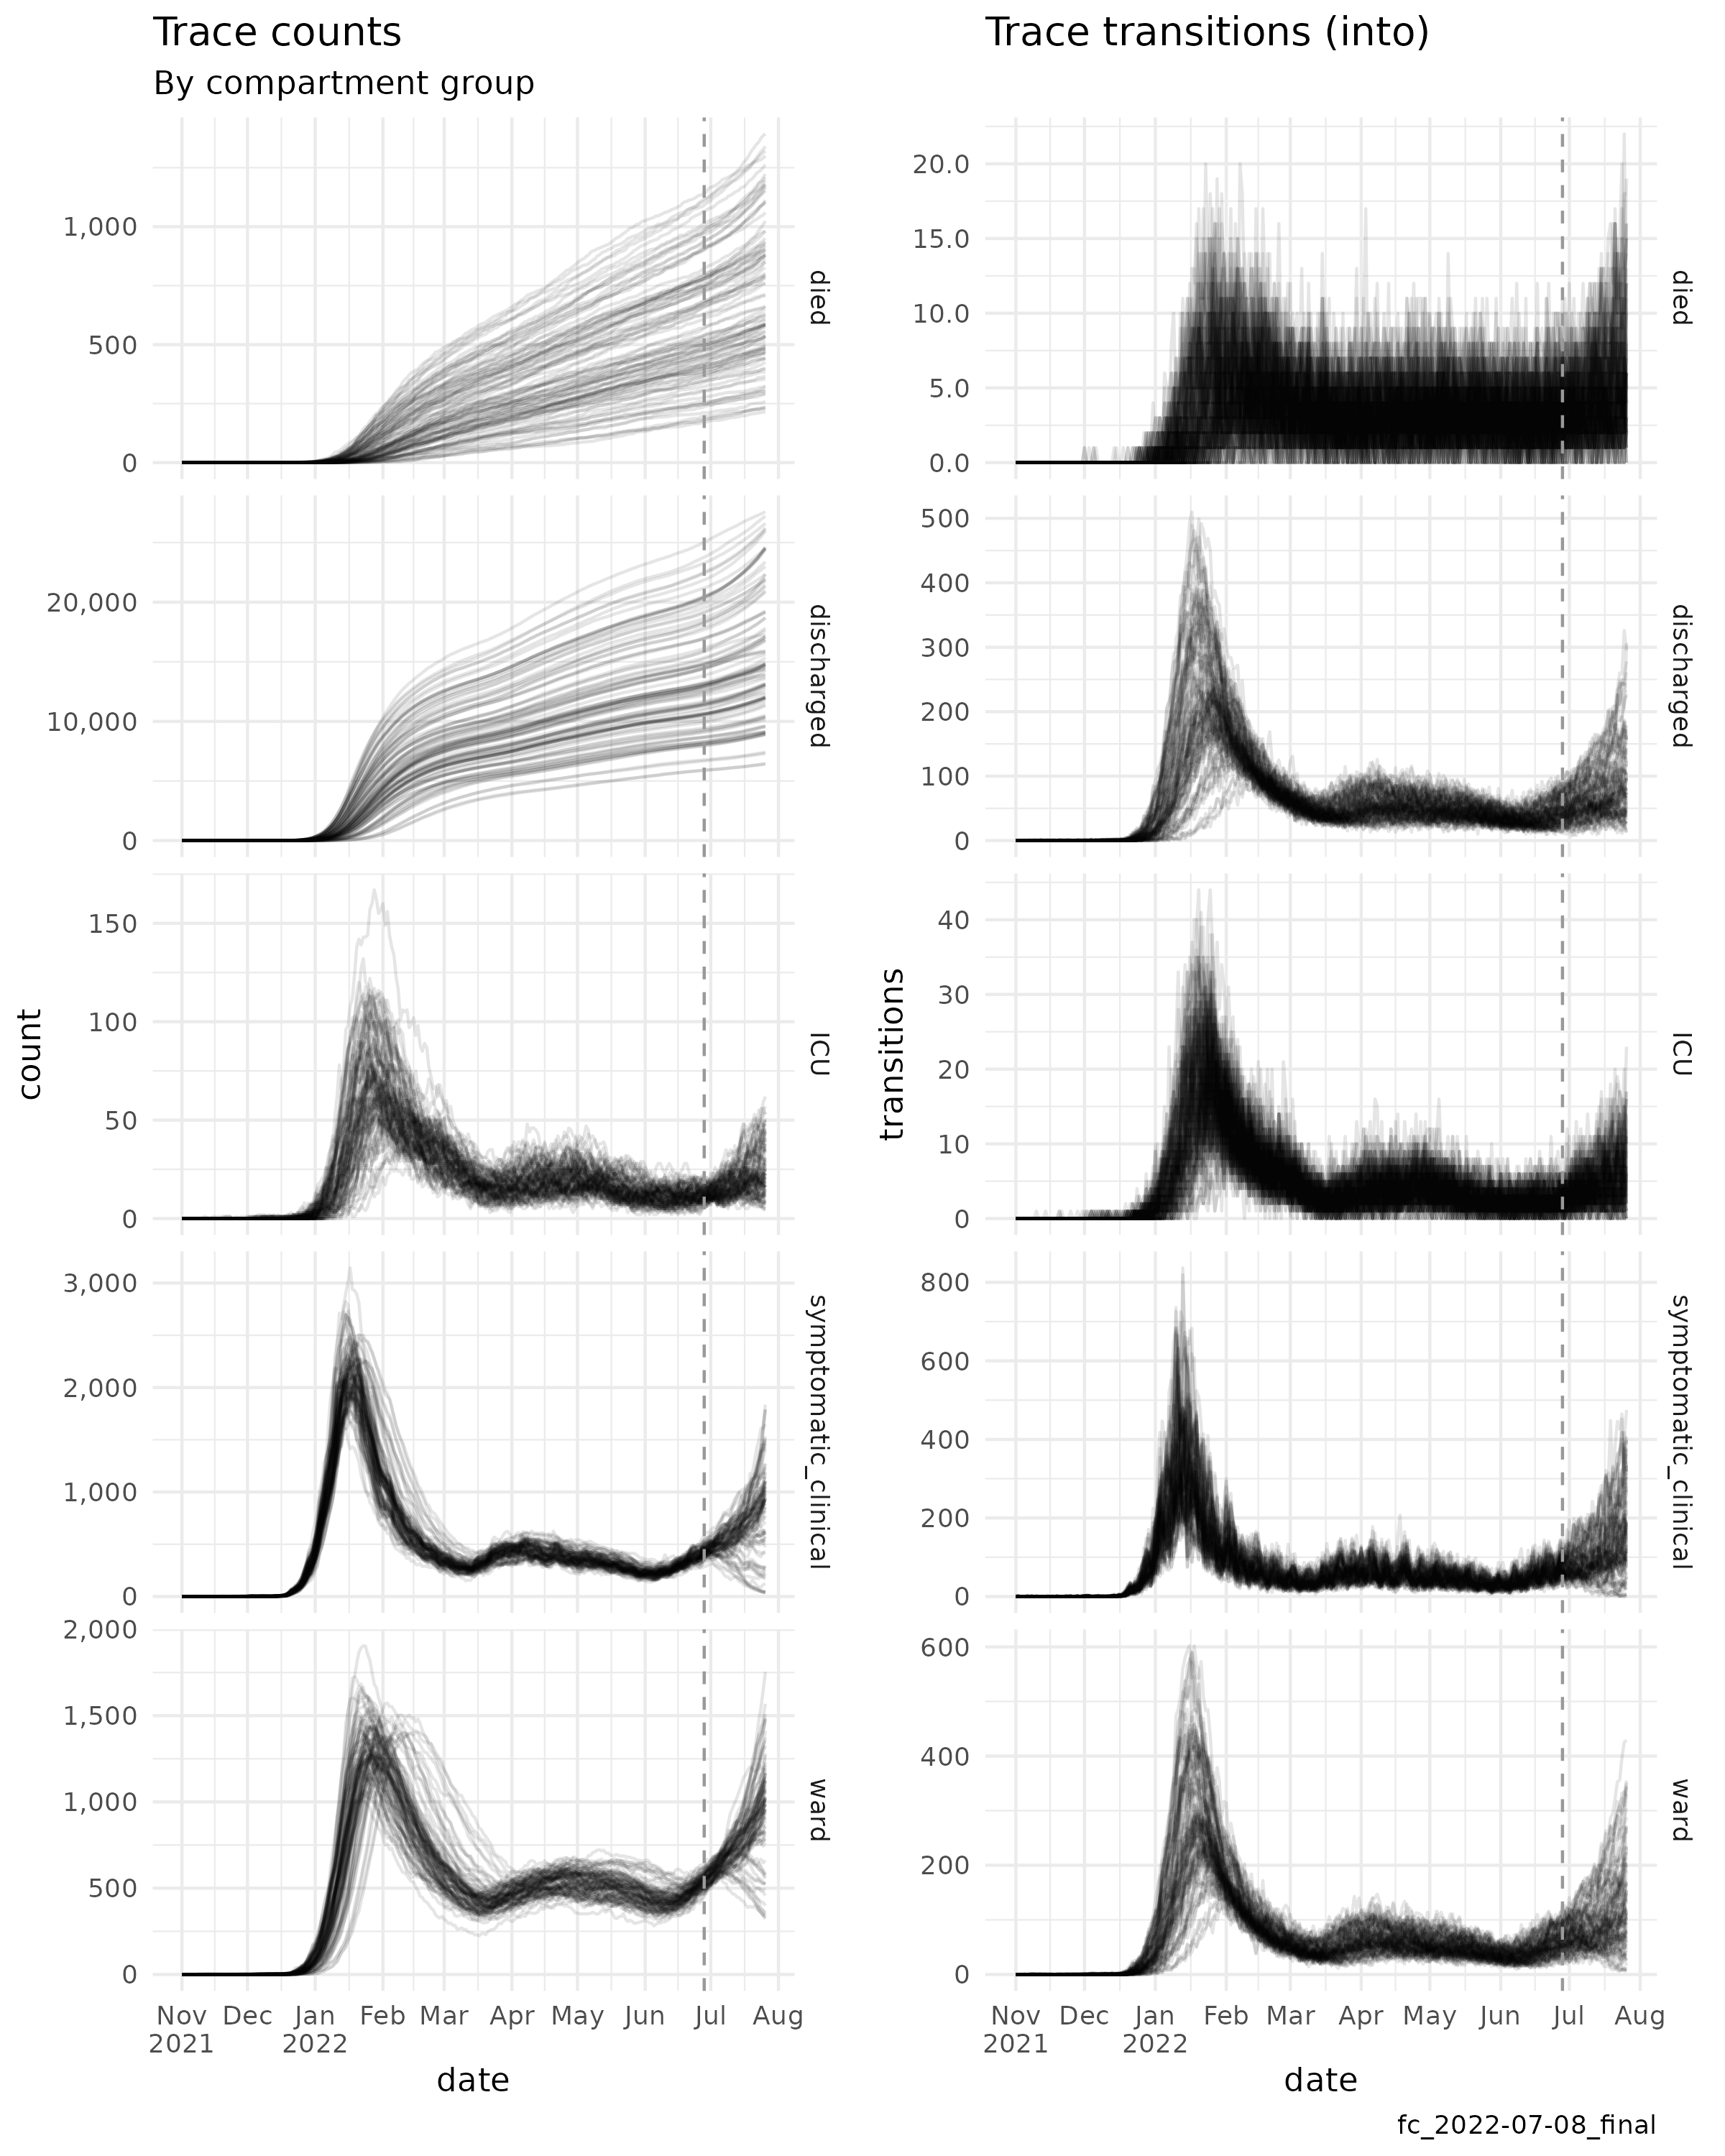 Trace counts
By compartment group
Trace transitions (into)
count
1,000
500
0
died
20,000
10,000
0
discharged
150
100
50
0
ICU
3,000
2,000
1,000
0
symptomatic_clinical
2,000
1,500
1,000
500
0
ward
Nov Dec Jan Feb Mar Apr May Jun Jul Aug
2021 2022
date
transitions
20.0
15.0
10.0
5.0
0.0
died
500
400
300
200
100
0
discharged
40
30
20
10
0
ICU
800
600
400
200
0
symptomatic_clinical
600
400
200
0
ward
Nov Dec Jan Feb Mar Apr May Jun Jul Aug
2021 2022
date
fc_2022-07-08_final